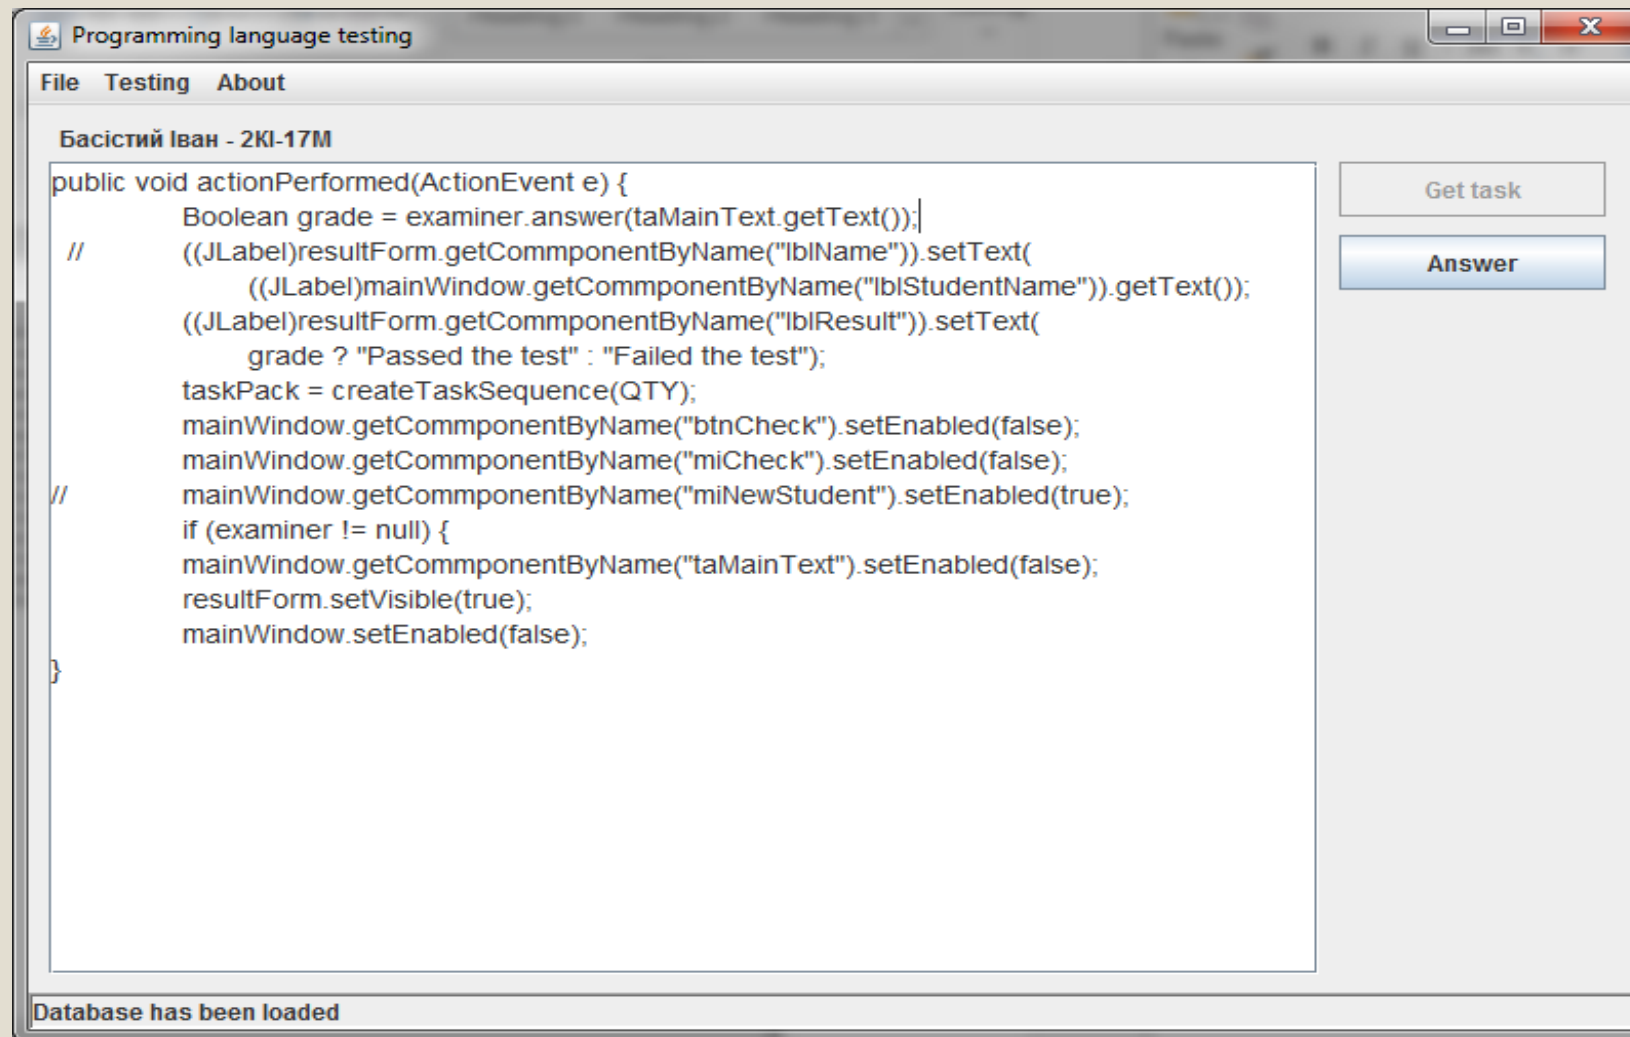 Programming language testing
File Testing About
Басістий Іван - 2КІ-17М
public void actionPerformed(ActionEvent e) {
Boolean grade = examiner.answer(taMainText.getText());
// ((JLabel)resultForm.getCommponentByName("lblName")).setText(
((JLabel)mainWindow.getCommponentByName("lblStudentName")).getText());
((JLabel)resultForm.getCommponentByName("lblResult")).setText(
grade ? "Passed the test" : "Failed the test");
taskPack = createTaskSequence(QTY);
mainWindow.getCommponentByName("btnCheck").setEnabled(false);
mainWindow.getCommponentByName("miCheck").setEnabled(false);
// mainWindow.getCommponentByName("miNewStudent").setEnabled(true);
if (examiner != null) {
mainWindow.getCommponentByName("taMainText").setEnabled(false);
resultForm.setVisible(true);
mainWindow.setEnabled(false);
}
Get task
Answer
Database has been loaded